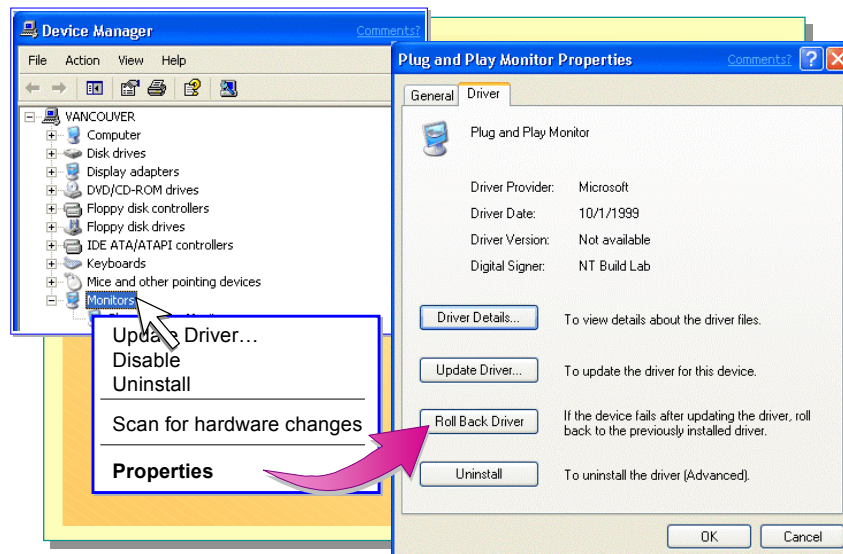 Device Manager
Comments?
File Action View Help
VANCOUVER
Computer
Disk drives
Display adapters
DVD/CD-ROM drives
Floppy disk controllers
Floppy disk drives
IDE ATA/ATAPI controllers
Keyboards
Mice and other pointing devices
Monitors
Update Driver…
Disable
Uninstall
Scan for hardware changes
Properties
Plug and Play Monitor Properties
Comments?
General Driver
Plug and Play Monitor
Driver Provider: Microsoft
Driver Date: 10/1/1999
Driver Version: Not available
Digital Signer: NT Build Lab
Driver Details... To view details about the driver files.
Update Driver... To update the driver for this device.
Roll Back Driver If the device fails after updating the driver, roll
back to the previously installed driver.
Uninstall To uninstall the driver (Advanced).
OK Cancel